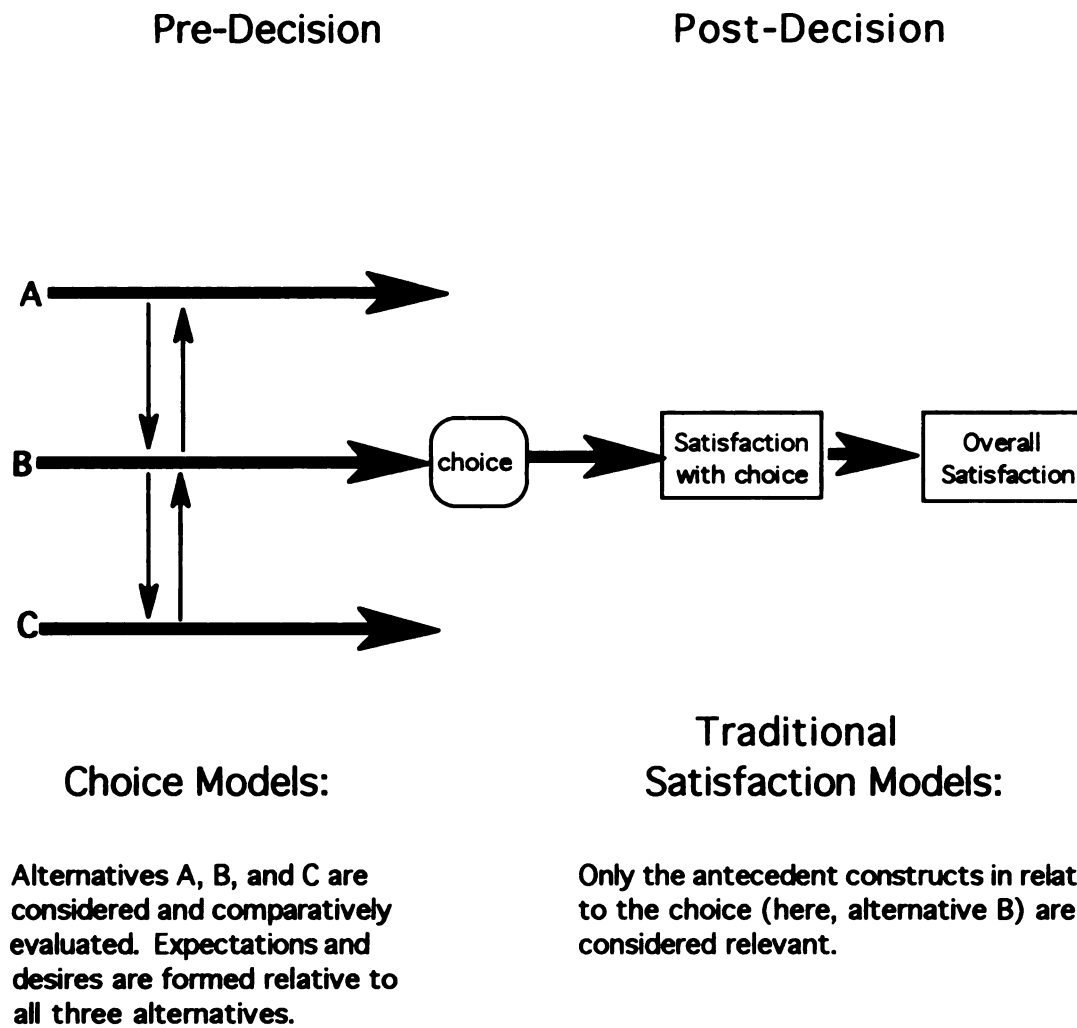 Pre-Decision
Post-Decision
A
B
choice
Satisfaction
with choice
Overall
Satisfaction
C
Choice Models:
Alternatives A, B, and C are
considered and comparatively
evaluated. Expectations and
desires are formed relative to
all three alternatives.
Traditional
Satisfaction Models:
Only the antecedent constructs in relat
to the choice (here, alternative B) are
considered relevant.